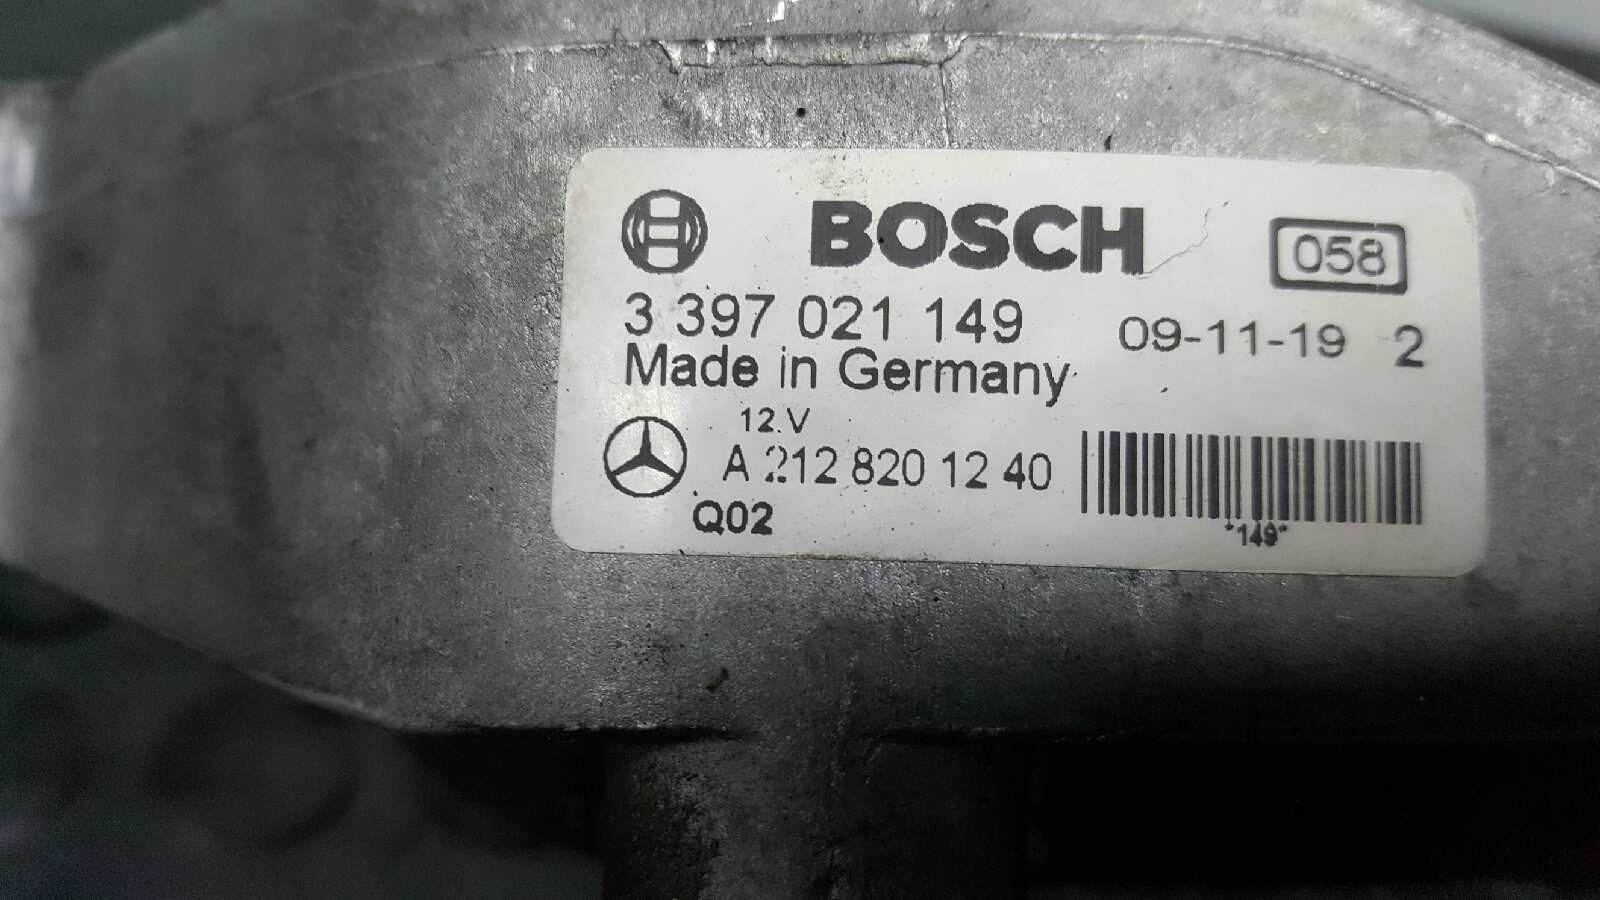 BOSCH 058
3 397 021 149 09-11-19 2
Made in Germany
12.V
A 212 820 12 40
Q02
*149*